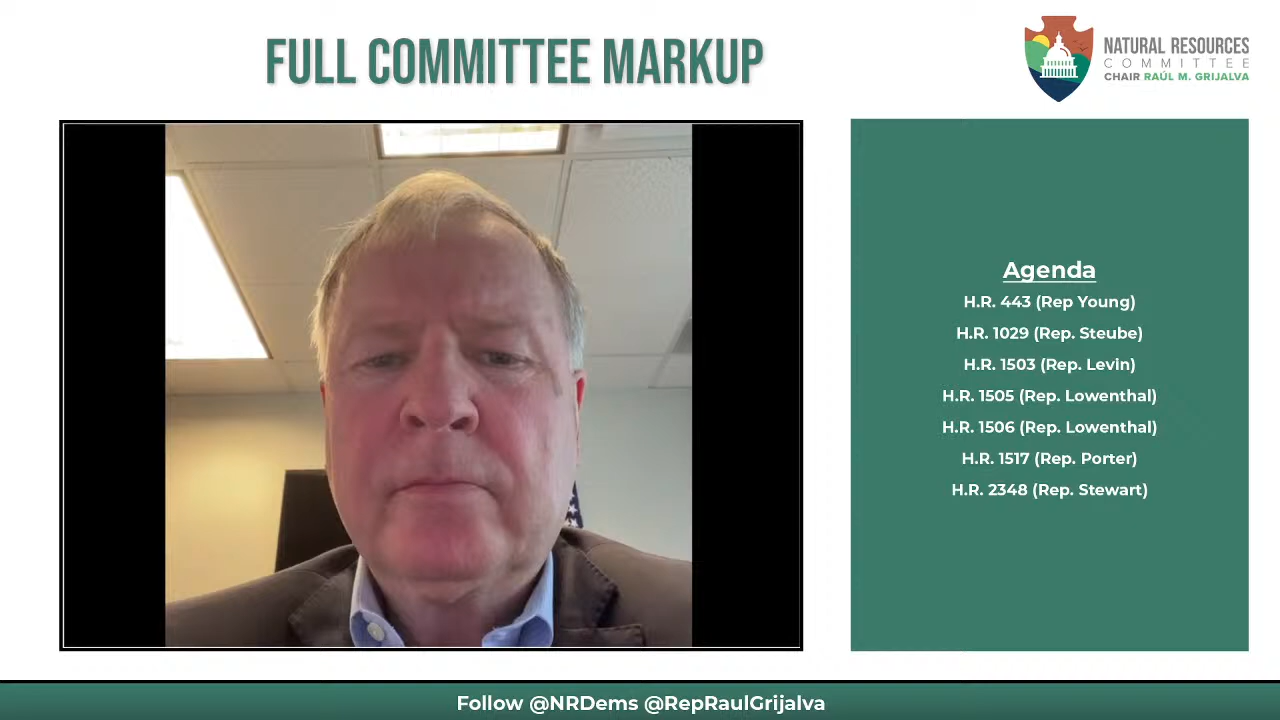 FULL COMMITTEE MARKUP
NATURAL RESOURCES
COMMITTEE
CHAIR RAÚL M. GRIJALVA
Agenda
H.R. 443 (Rep Young)
H.R. 1029 (Rep. Steube)
H.R. 1503 (Rep. Levin)
H.R. 1505 (Rep. Lowenthal)
H.R. 1506 (Rep. Lowenthal)
H.R. 1517 (Rep. Porter)
H.R. 2348 (Rep. Stewart)
Follow @NRDems @RepRaulGrijalva